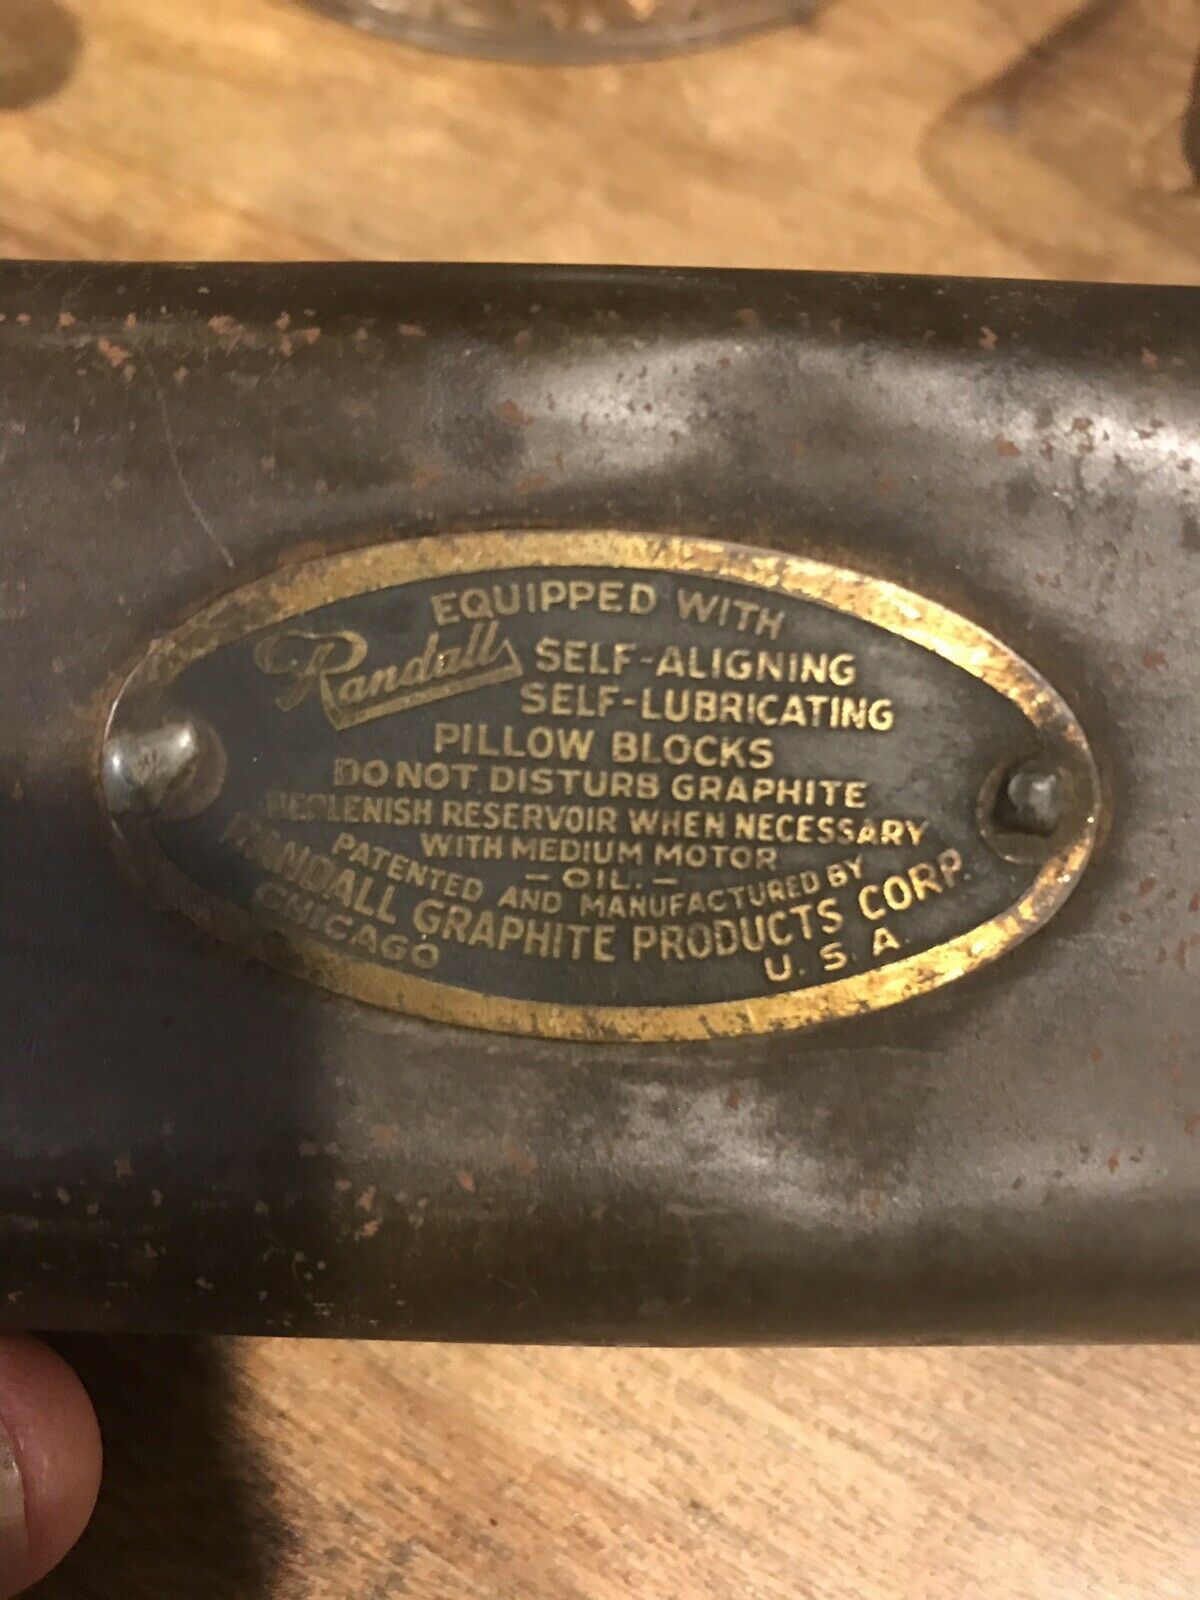 EQUIPPED WITH
Randall SELF-ALIGNING
SELF-LUBRICATING
PILLOW BLOCKS
DO NOT DISTURB GRAPHITE
REPLENISH RESERVOIR WHEN NECESSARY
WITH MEDIUM MOTOR
- OIL. -
PATENTED AND MANUFACTURED BY
RANDALL GRAPHITE PRODUCTS CORP.
CHICAGO U. S. A.